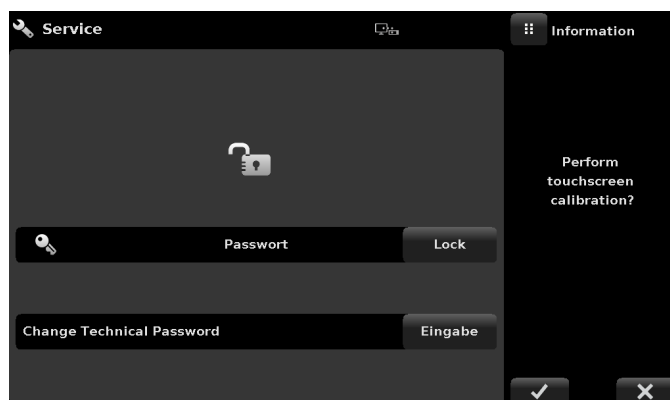 Service
Information
Perform
touchscreen
calibration?
Passwort
Lock
Change Technical Password
Eingabe